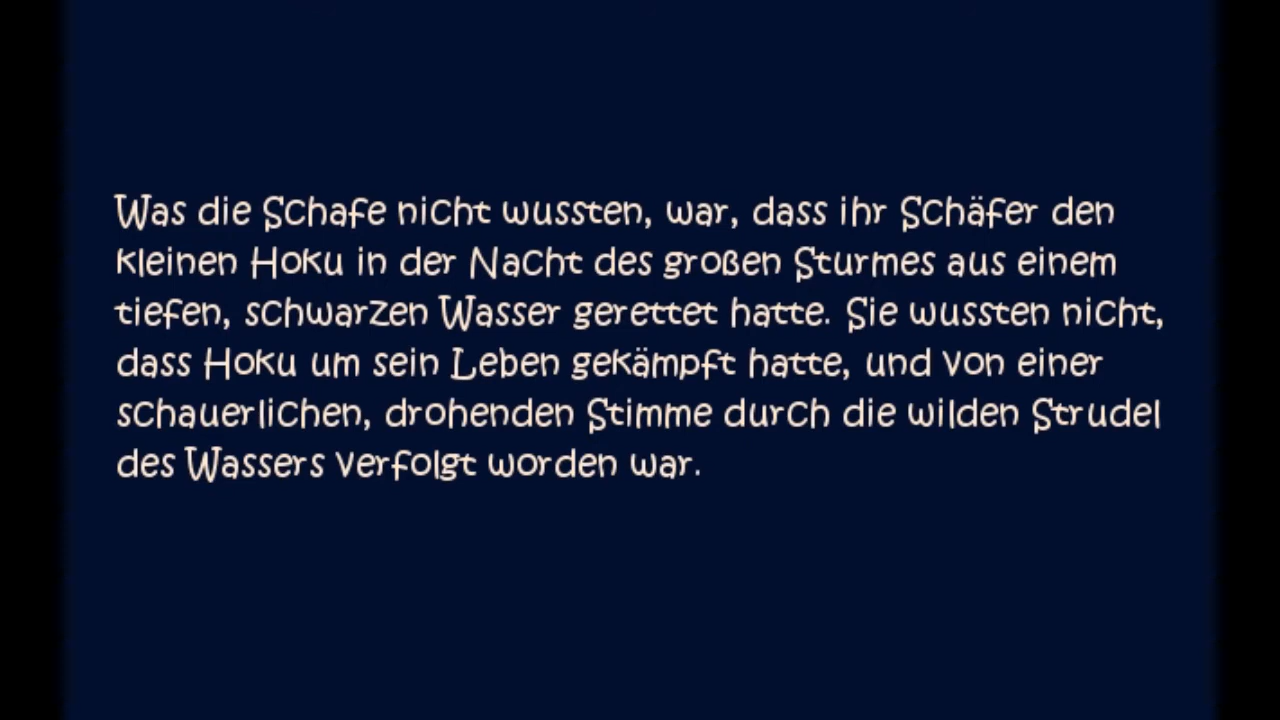 Was die Schafe nicht wussten, war, dass ihr Schäfer den
kleinen Hoku in der Nacht des großen Sturmes aus einem
tiefen, schwarzen Wasser gerettet hatte. Sie wussten nicht,
dass Hoku um sein Leben gekämpft hatte, und von einer
schauerlichen, drohenden Stimme durch die wilden Strudel
des Wassers verfolgt worden war.